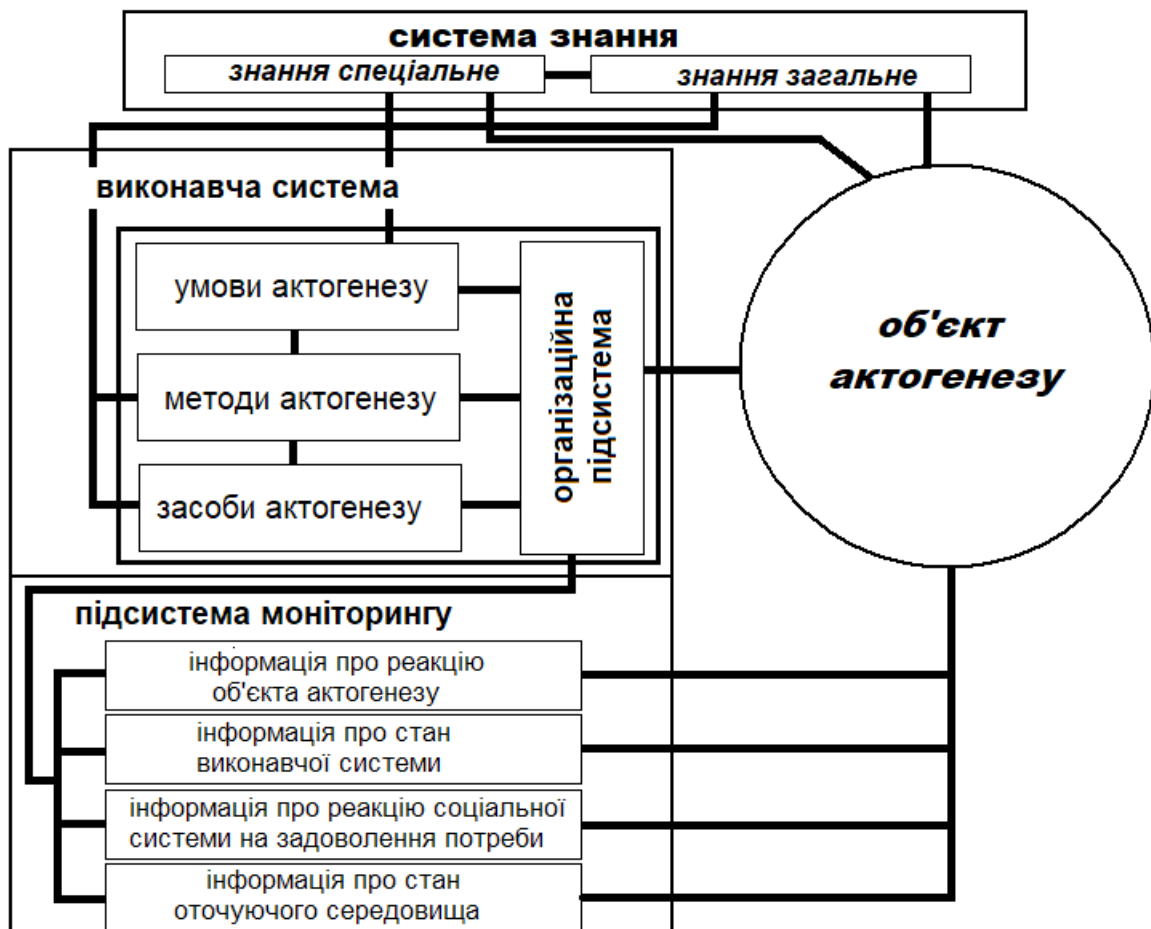 система знання
знання спеціальне
знання загальне
виконавча система
умови актогенезу
методи актогенезу
засоби актогенезу
організаційна
підсистема
об'єкт
актогенезу
підсистема моніторингу
інформація про реакцію
об'єкта актогенезу
інформація про стан
виконавчої системи
інформація про реакцію соціальної
системи на задоволення потреби
інформація про стан
оточуючого середовища